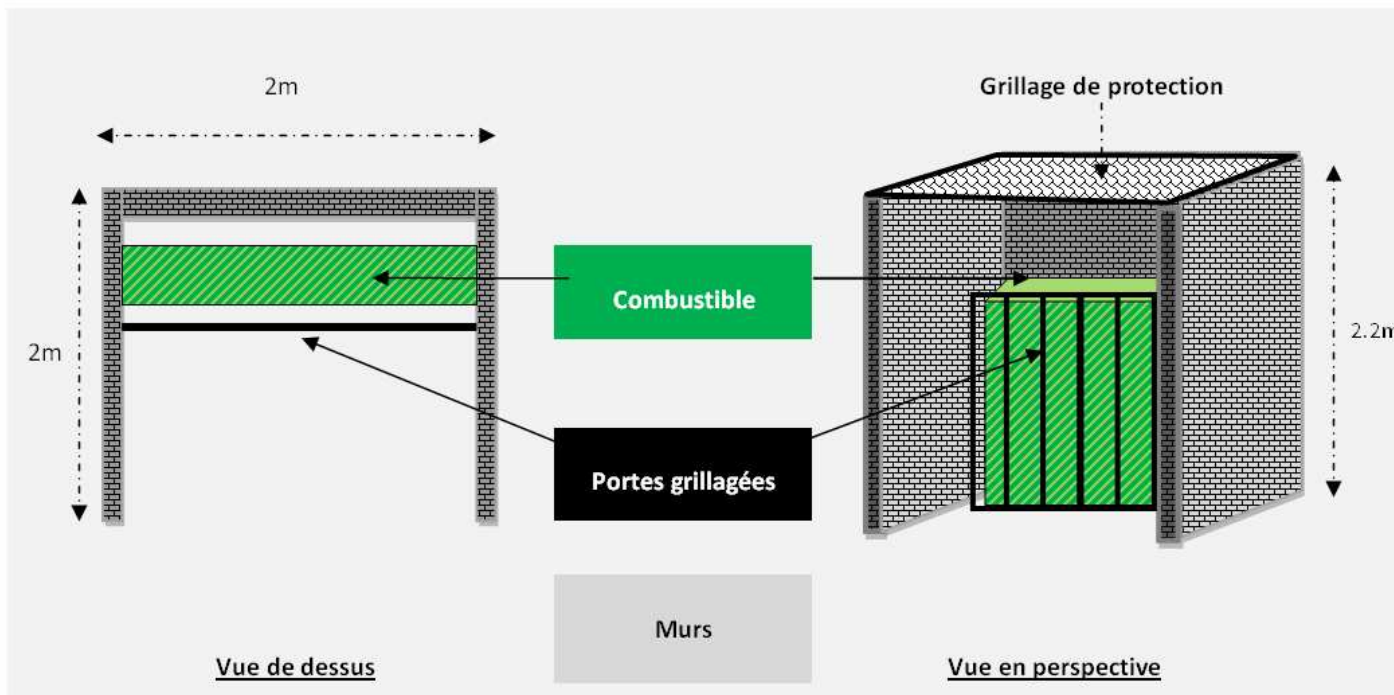 2m
Grillage de protection
Combustible
2m
2.2m
Portes grillagées
Murs
Vue de dessus
Vue en perspective